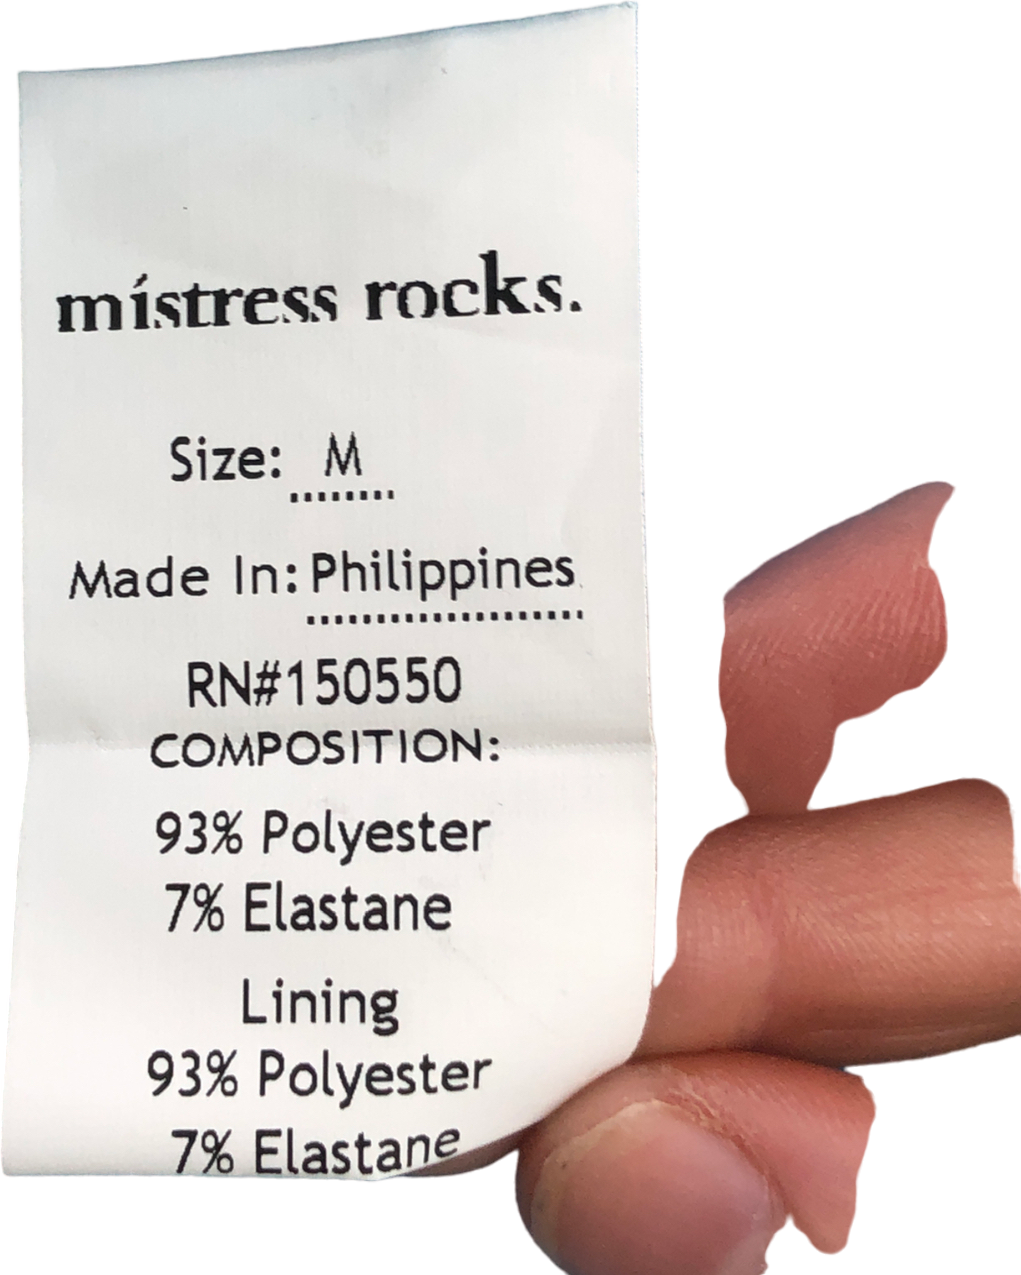 místress rocks.
Size: M
Made In: Philippines
RN#150550
COMPOSITION:
93% Polyester
7% Elastane
Lining
93% Polyester
7% Elastane